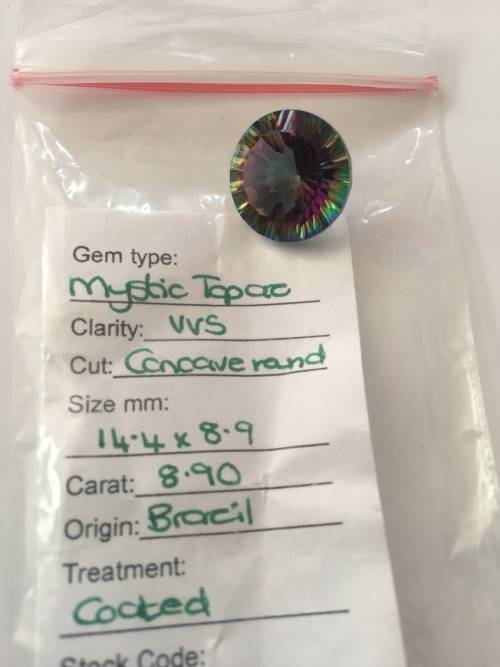 Gem type:
Mystic Topaz
Clarity: VVS
Cut: Concave round
Size mm:
14.4 x 8.9
Carat: 8.90
Origin: Brazil
Treatment:
Coated
Stock Code: